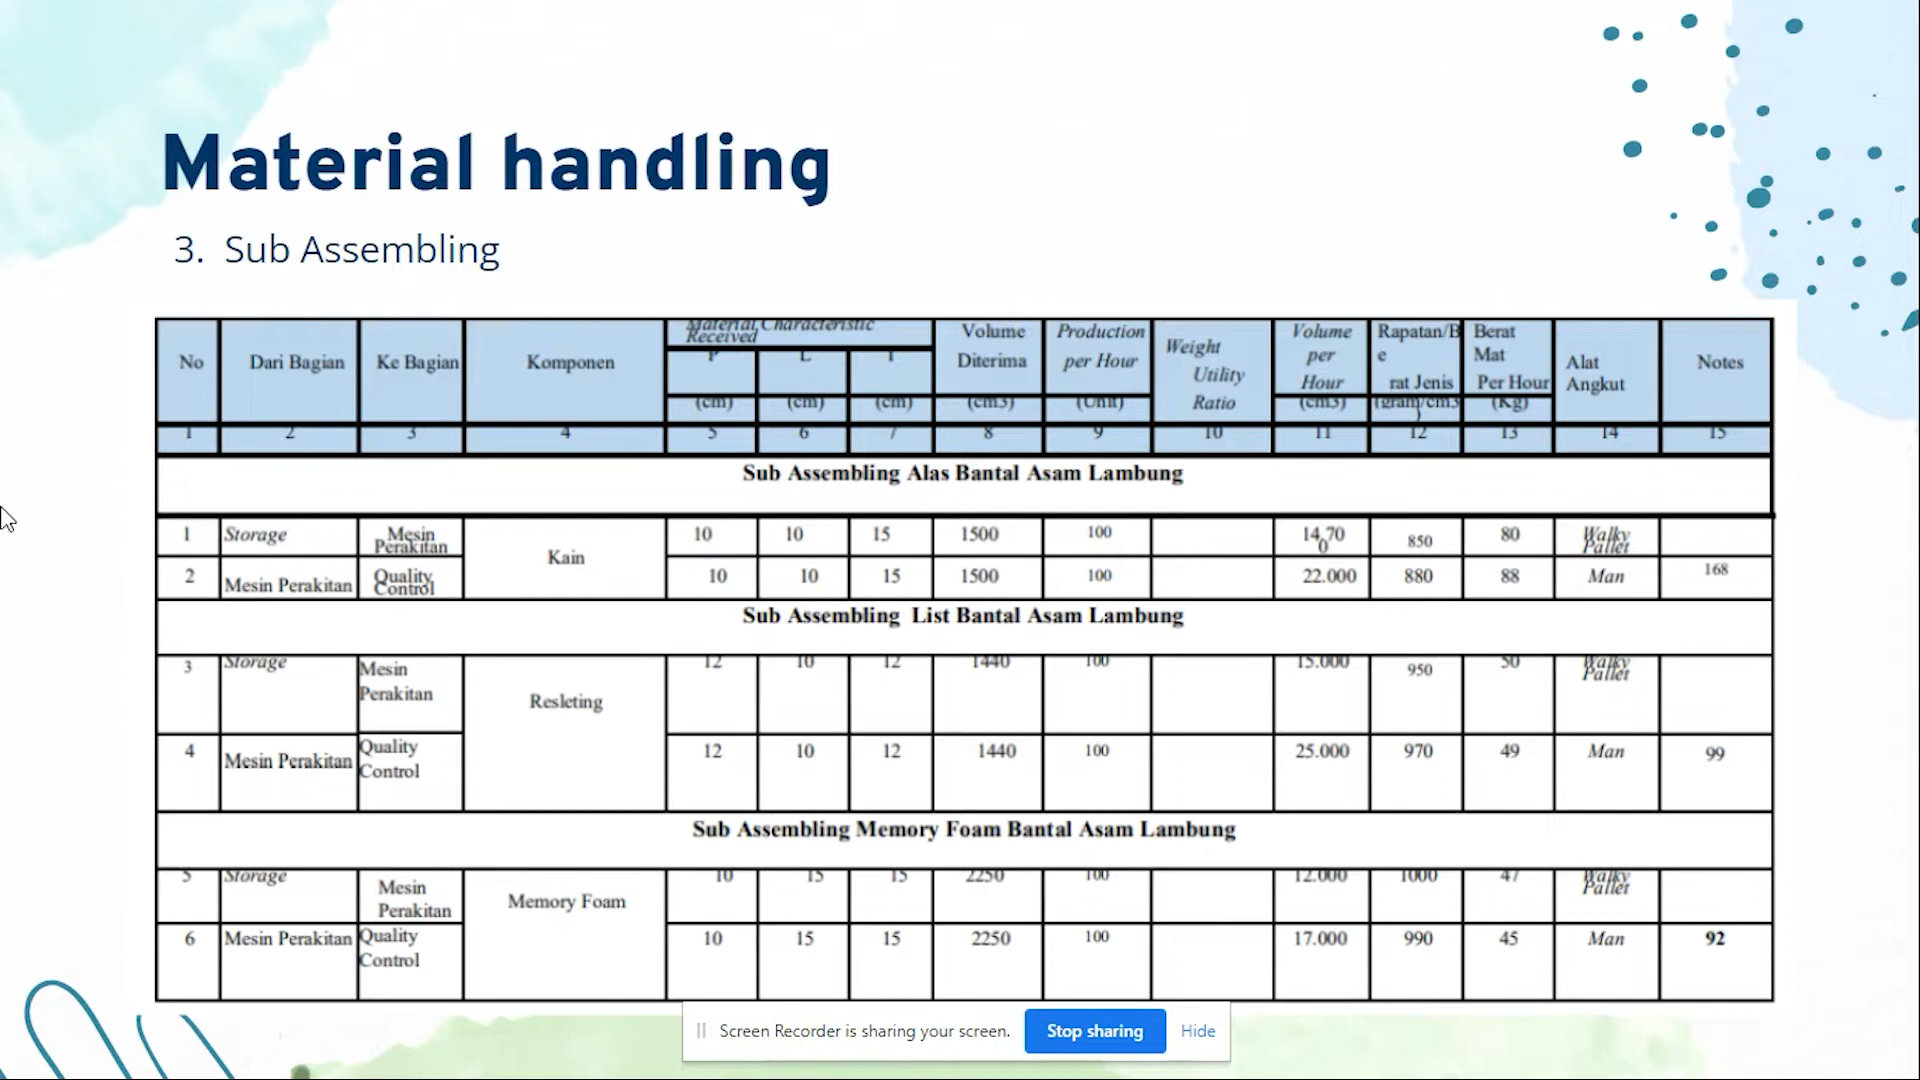 Material handling
3. Sub Assembling
No Dari Bagian Ke Bagian Komponen Material Characteristic Received Volume Diterima Production per Hour Weight Utility Ratio Volume per Hour Rapatan/Be rat Jenis Berat Mat Per Hour Alat Angkut Notes
P L T
(cm) (cm) (cm) (cm3) (Unit) (cm3) (gram/cm3) (Kg)
1 2 3 4 5 6 7 8 9 10 11 12 13 14 15
Sub Assembling Alas Bantal Asam Lambung
1 Storage Mesin Perakitan Kain 10 10 15 1500 100 14.700 850 80 Walky Pallet
2 Mesin Perakitan Quality Control 10 10 15 1500 100 22.000 880 88 Man 168
Sub Assembling List Bantal Asam Lambung
3 Storage Mesin Perakitan Resleting 12 10 12 1440 100 15.000 950 50 Walky Pallet
4 Mesin Perakitan Quality Control 12 10 12 1440 100 25.000 970 49 Man 99
Sub Assembling Memory Foam Bantal Asam Lambung
5 Storage Mesin Perakitan Memory Foam 10 15 15 2250 100 12.000 1000 47 Walky Pallet
6 Mesin Perakitan Quality Control 10 15 15 2250 100 17.000 990 45 Man 92
Screen Recorder is sharing your screen. Stop sharing Hide